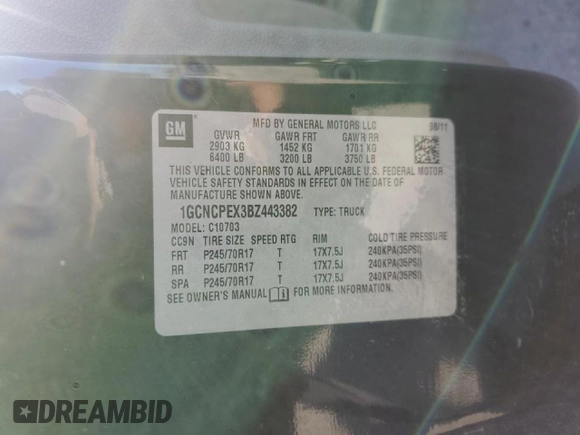 GM
MFD BY GENERAL MOTORS LLC 08/11
GVWR GAWR FRT GAWR RR
2903 KG 1452 KG 1701 KG
6400 LB 3200 LB 3750 LB
THIS VEHICLE CONFORMS TO ALL APPLICABLE U.S. FEDERAL MOTOR
VEHICLE SAFETY STANDARDS IN EFFECT ON THE DATE OF
MANUFACTURE SHOWN ABOVE.
1GCNCPEX3BZ443382 TYPE: TRUCK
MODEL: C10703
CC9N TIRE SIZE SPEED RTG RIM COLD TIRE PRESSURE
FRT P245/70R17 T 17X7.5J 240KPA(35PSI)
RR P245/70R17 T 17X7.5J 240KPA(35PSI)
SPA P245/70R17 T 17X7.5J 240KPA(35PSI)
SEE OWNER'S MANUAL
DREAMBID